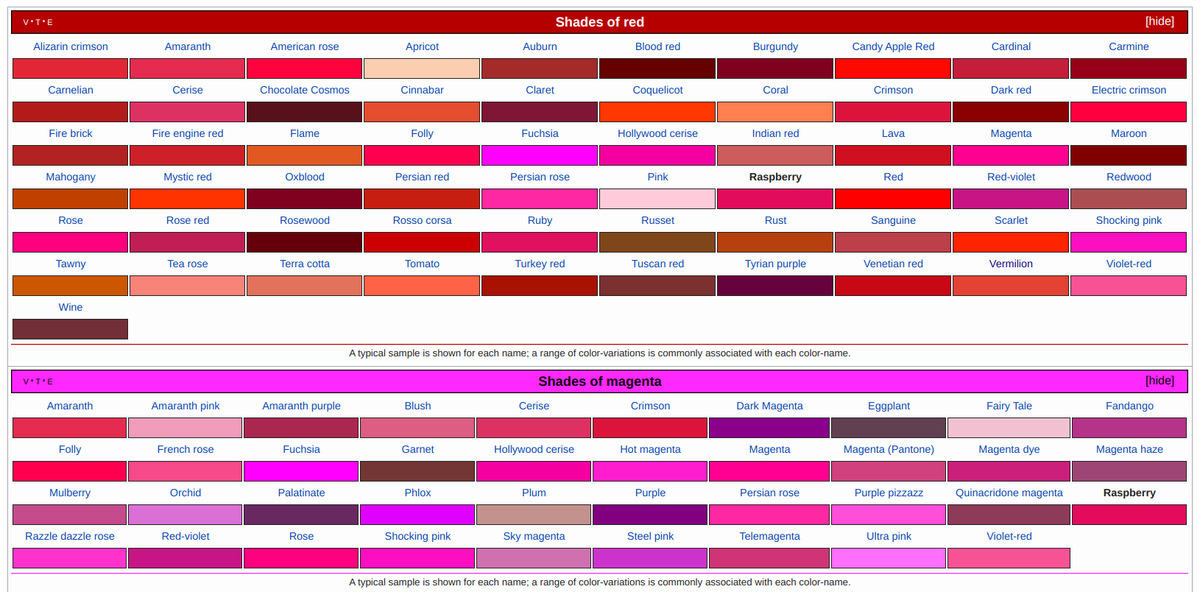 V • T • E Shades of red [hide]
Alizarin crimson Amaranth American rose Apricot Auburn Blood red Burgundy Candy Apple Red Cardinal Carmine
Carnelian Cerise Chocolate Cosmos Cinnabar Claret Coquelicot Coral Crimson Dark red Electric crimson
Fire brick Fire engine red Flame Folly Fuchsia Hollywood cerise Indian red Lava Magenta Maroon
Mahogany Mystic red Oxblood Persian red Persian rose Pink Raspberry Red Red-violet Redwood
Rose Rose red Rosewood Rosso corsa Ruby Russet Rust Sanguine Scarlet Shocking pink
Tawny Tea rose Terra cotta Tomato Turkey red Tuscan red Tyrian purple Venetian red Vermilion Violet-red
Wine
A typical sample is shown for each name; a range of color-variations is commonly associated with each color-name.
V • T • E Shades of magenta [hide]
Amaranth Amaranth pink Amaranth purple Blush Cerise Crimson Dark Magenta Eggplant Fairy Tale Fandango
Folly French rose Fuchsia Garnet Hollywood cerise Hot magenta Magenta Magenta (Pantone) Magenta dye Magenta haze
Mulberry Orchid Palatinate Phlox Plum Purple Persian rose Purple pizzazz Quinacridone magenta Raspberry
Razzle dazzle rose Red-violet Rose Shocking pink Sky magenta Steel pink Telemagenta Ultra pink Violet-red
A typical sample is shown for each name; a range of color-variations is commonly associated with each color-name.